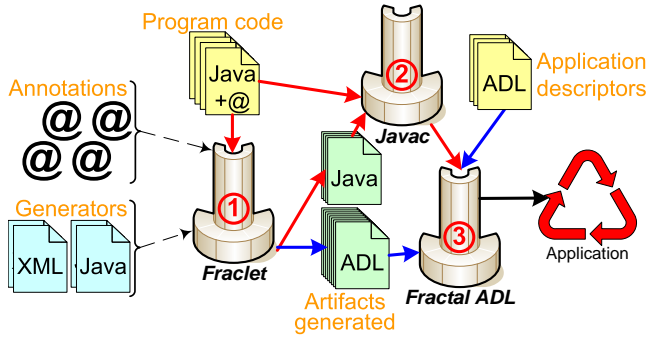 Program code
Java
+@
Annotations
@ @
@ @
Generators
XML
Java
1
Fraclet
2
Javac
Java
ADL
Artifacts
generated
ADL
Application
descriptors
3
Fractal ADL
Application